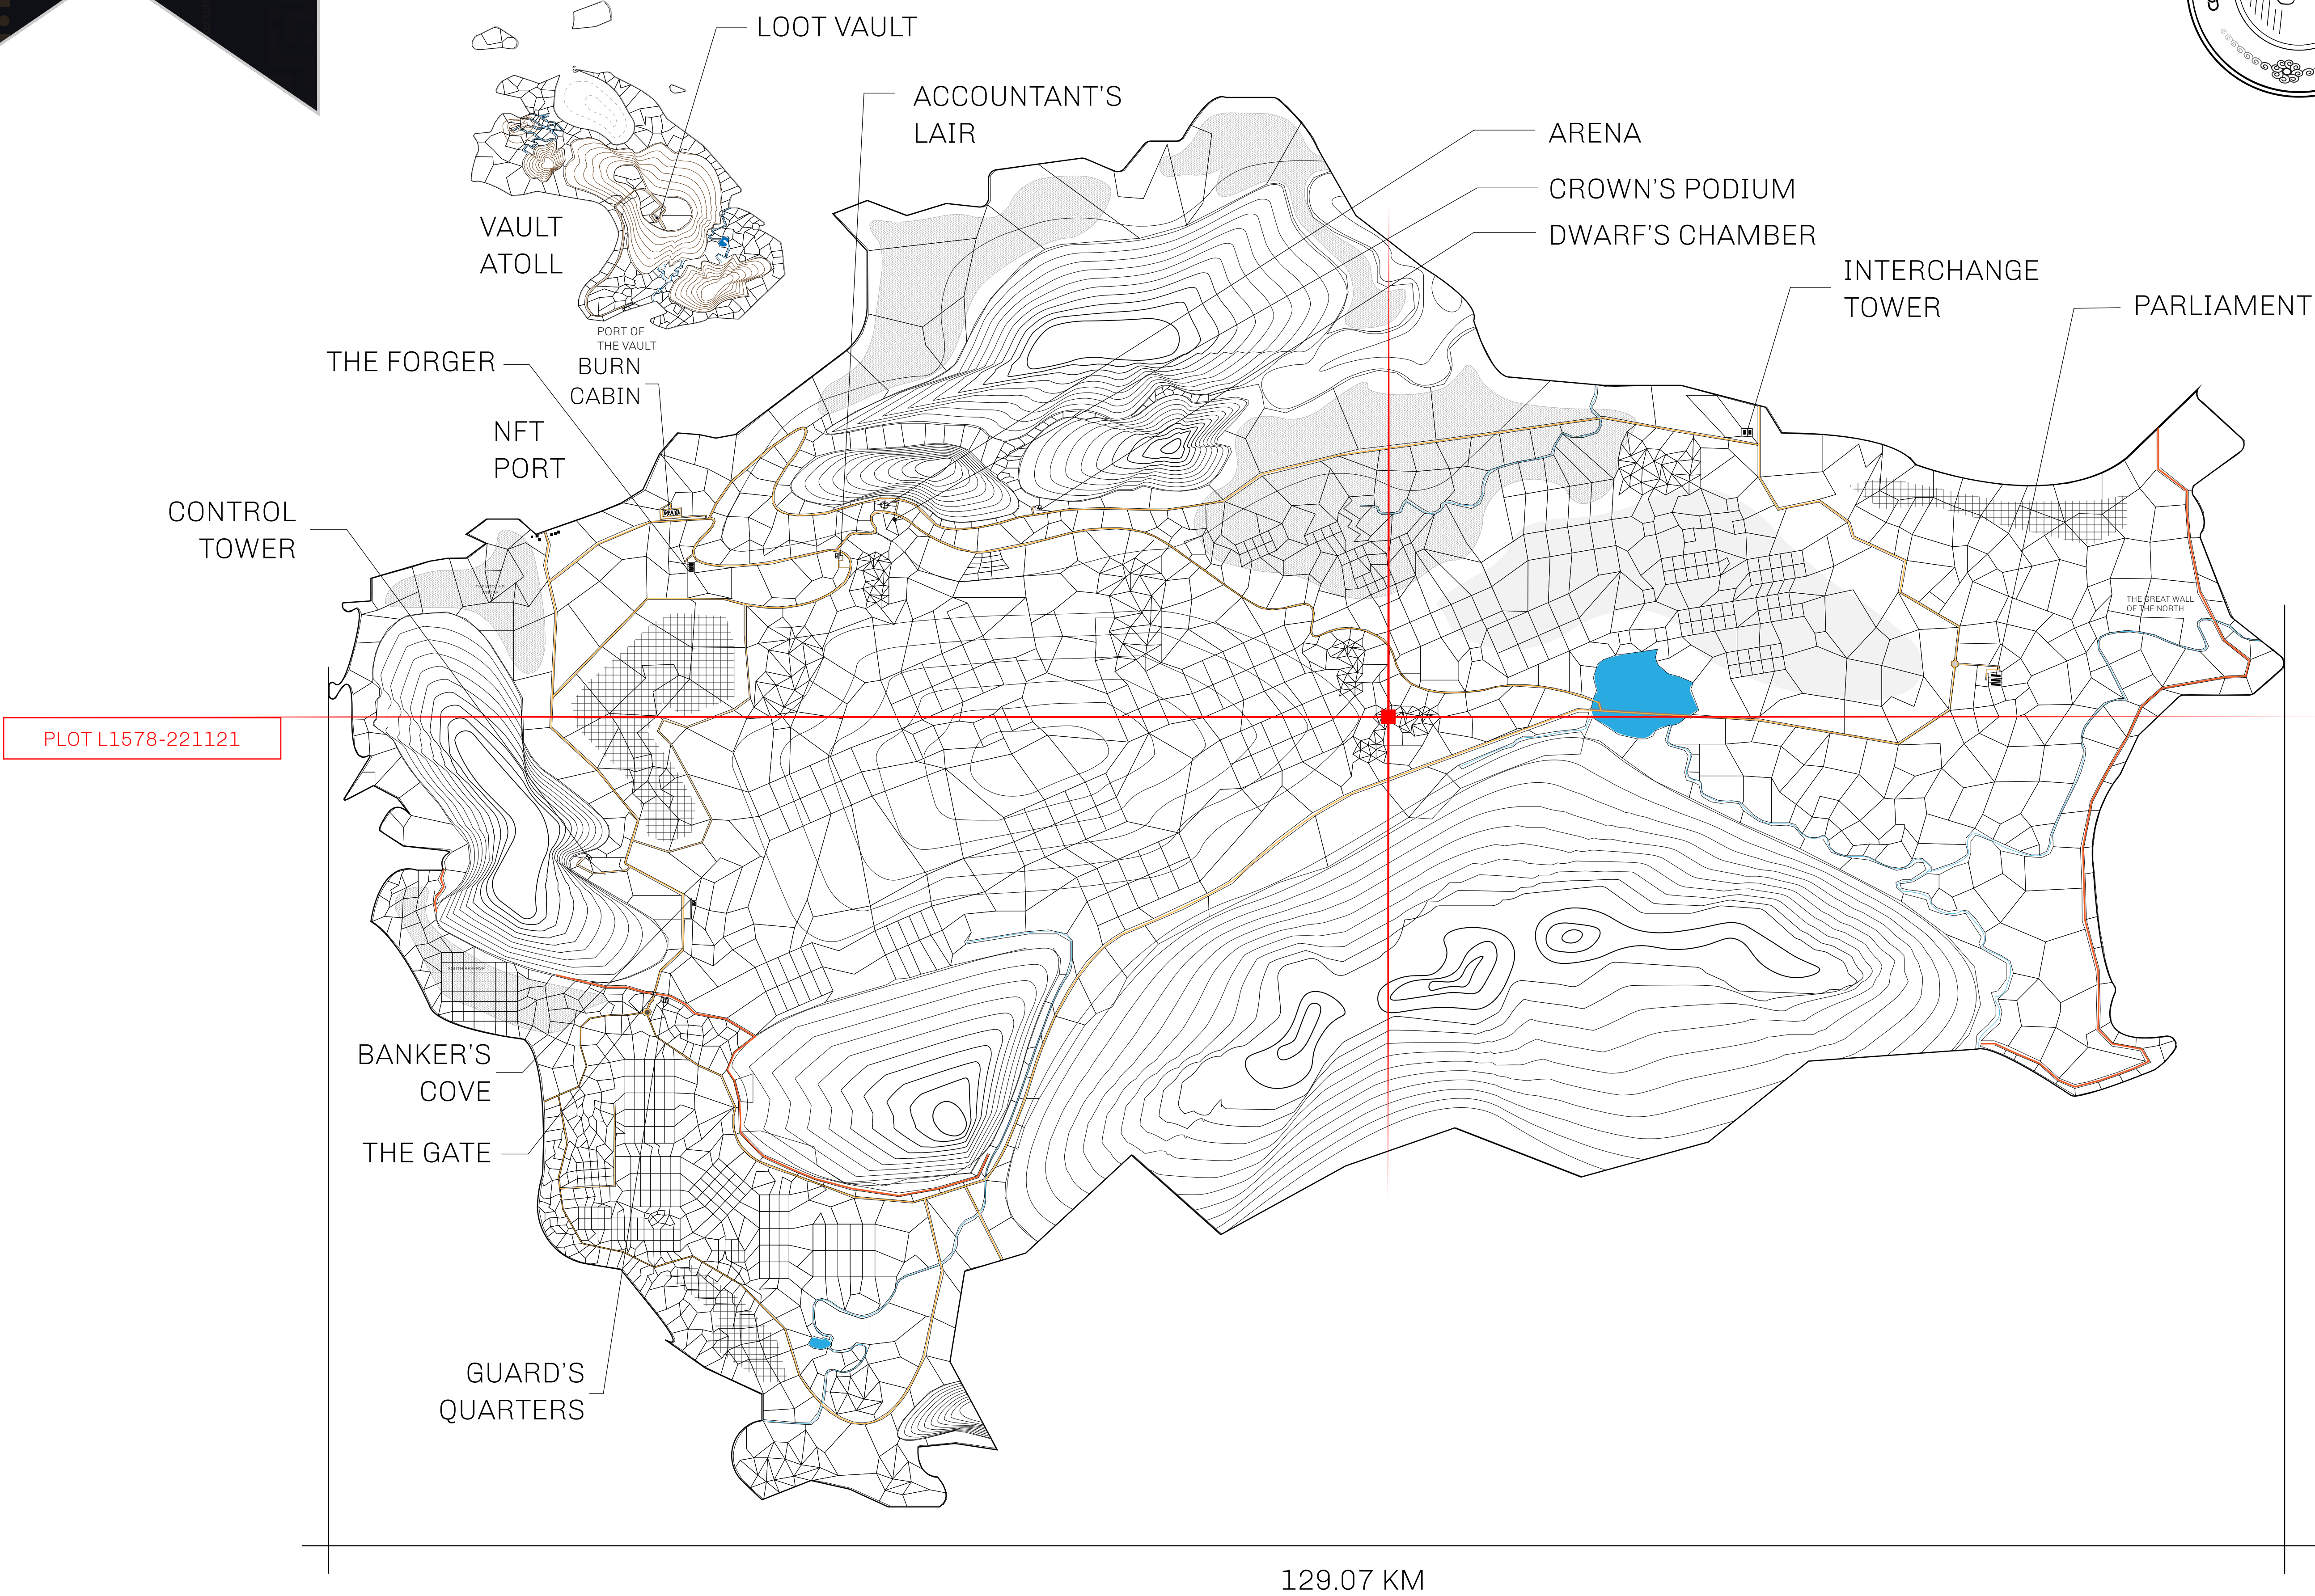 LOOT VAULT
ACCOUNTANT'S
LAIR
ARENA
CROWN'S PODIUM
DWARF'S CHAMBER
VAULT
ATOLL
INTERCHANGE
TOWER
PARLIAMENT
PORT OF
THE VAULT
THE FORGER
BURN
CABIN
NFT
PORT
CONTROL
TOWER
THE GREAT WALL
OF THE NORTH
PLOT L1578-221121
SOUTH RESERVE
BANKER'S
COVE
THE GATE
GUARD'S
QUARTERS
129.07 KM